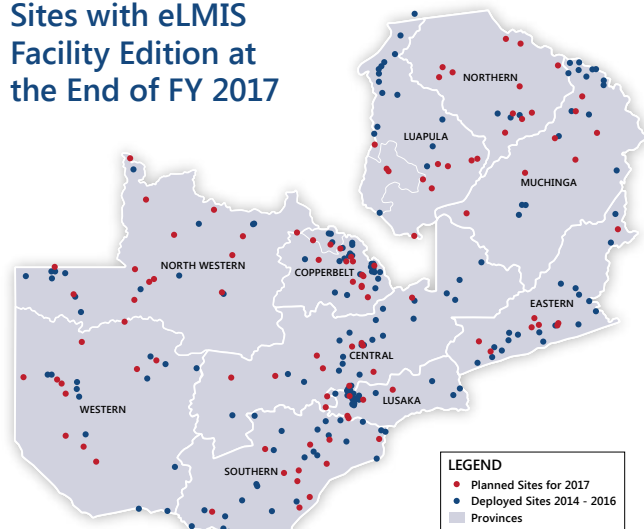 Sites with eLMIS
Facility Edition at
the End of FY 2017
NORTHERN
LUAPULA
MUCHINGA
NORTH WESTERN
COPPERBELT
EASTERN
CENTRAL
LUSAKA
WESTERN
SOUTHERN
LEGEND
Planned Sites for 2017
Deployed Sites 2014 - 2016
Provinces